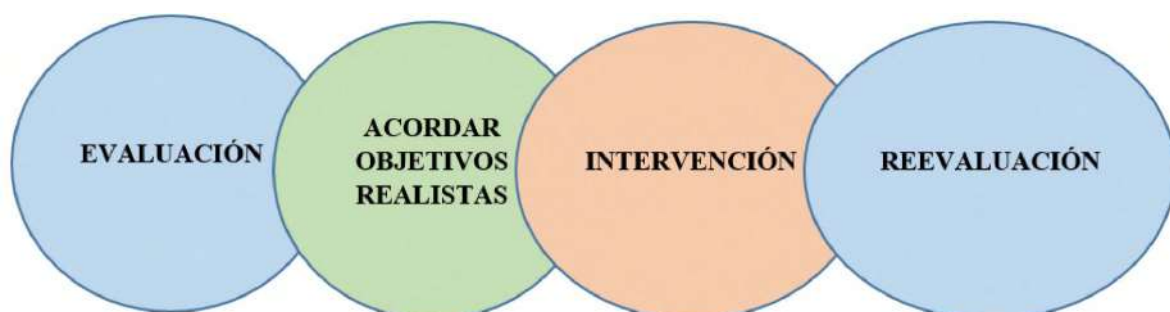 EVALUACIÓN
ACORDAR
OBJETIVOS
REALISTAS
INTERVENCIÓN
REEVALUACIÓN